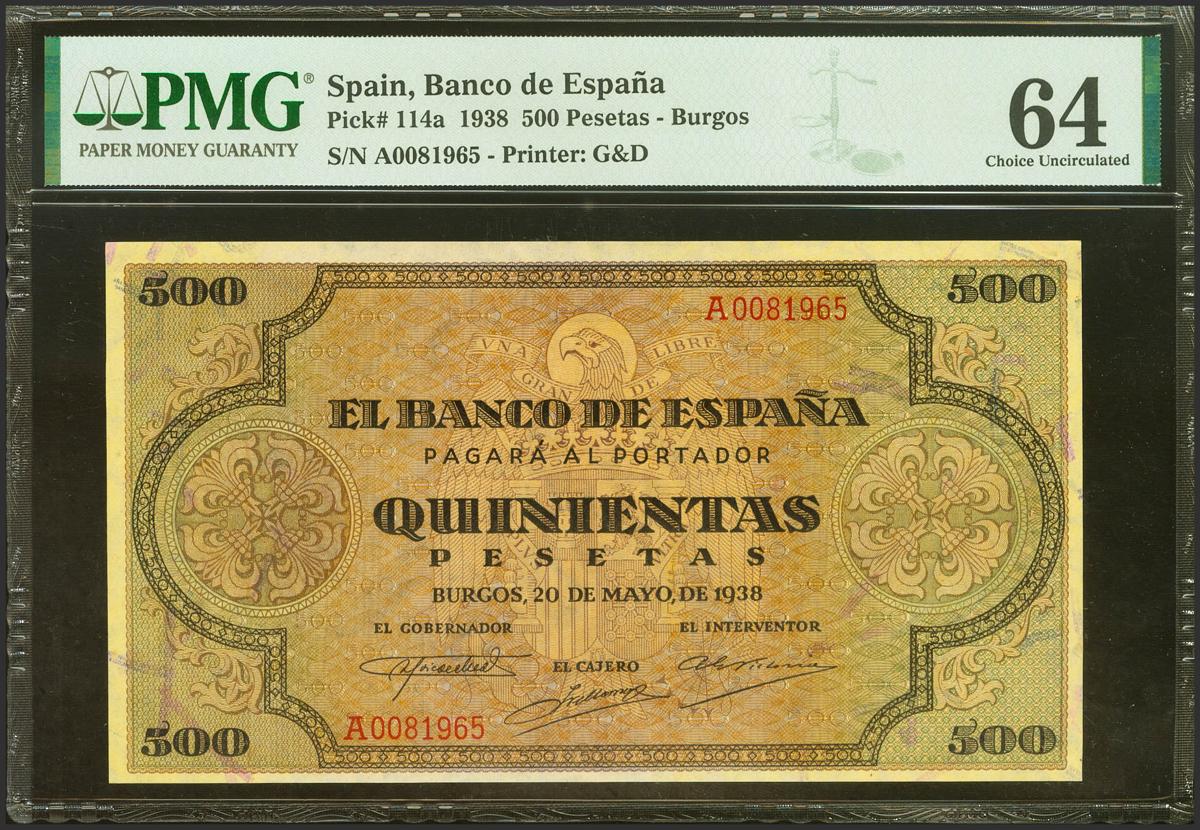 PMG®
PAPER MONEY GUARANTY
Spain, Banco de España
Pick# 114a 1938 500 Pesetas - Burgos
S/N A0081965 - Printer: G&D
64
Choice Uncirculated
500
500
A0081965
UNA GRANDE LIBRE
EL BANCO DE ESPAÑA
PAGARÁ AL PORTADOR
QUINIENTAS
PESETAS
BURGOS, 20 DE MAYO, DE 1938
EL GOBERNADOR
EL INTERVENTOR
EL CAJERO
A0081965
500
500